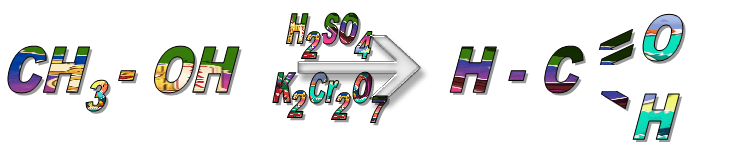 CH₃ - OH
H₂SO₄
K₂Cr₂O₇
H - C
O
H